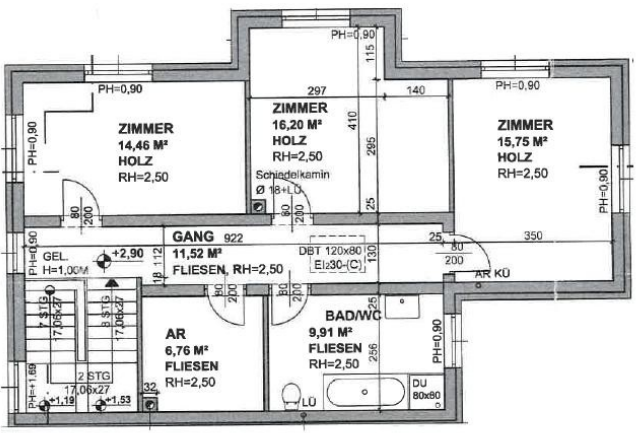 PH=0,90
115
PH=0,90
PH=0,90
297
140
PH=0,90
ZIMMER
14,46 M²
HOLZ
RH=2,50
ZIMMER
16,20 M²
HOLZ
RH=2,50
410
295
ZIMMER
15,75 M²
HOLZ
RH=2,50
PH=0,90
Schiedelkamin
Ø 18+LÜ
25
80
200
80
200
GANG
922
11,52 M²
FLIESEN, RH=2,50
PH=0,90
GEL.
H=1,00M
+2,90
112
18
DBT 120x80
EI230-(C)
130
25
80
200
350
AR KÜ
7 STG
17,06x27
8 STG
17,06x27
80
200
80
200
25
AR
6,76 M²
FLIESEN
RH=2,50
BAD/WC
9,91 M²
FLIESEN
RH=2,50
256
PH=0,90
2 STG
17,06x27
PH=+1,69
+1,19
+1,53
32
LÜ
DU
80x80